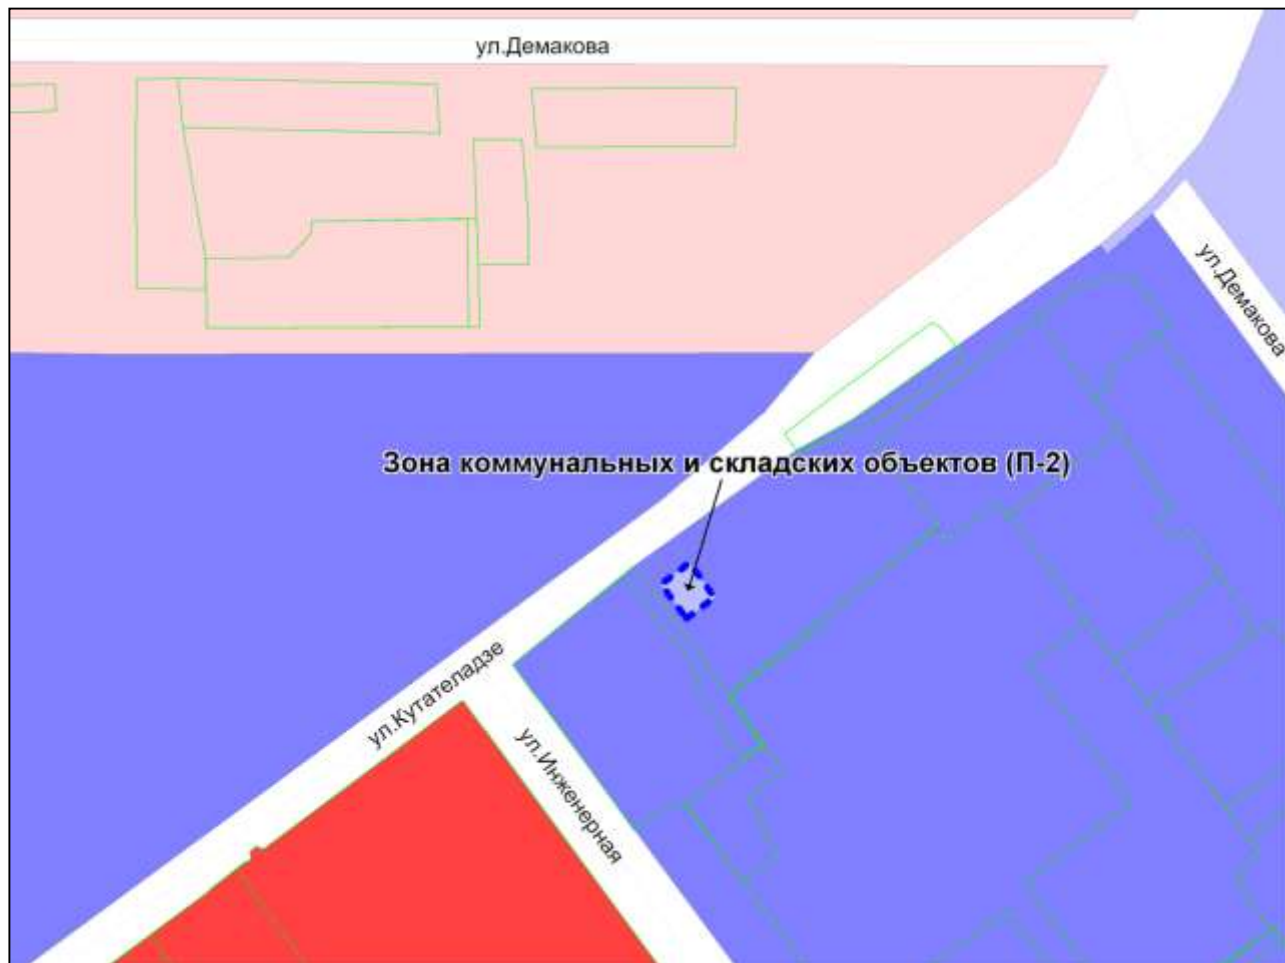 ул.Демакова
ул.Демакова
Зона коммунальных и складских объектов (П-2)
ул.Кутателадзе
ул.Инженерная